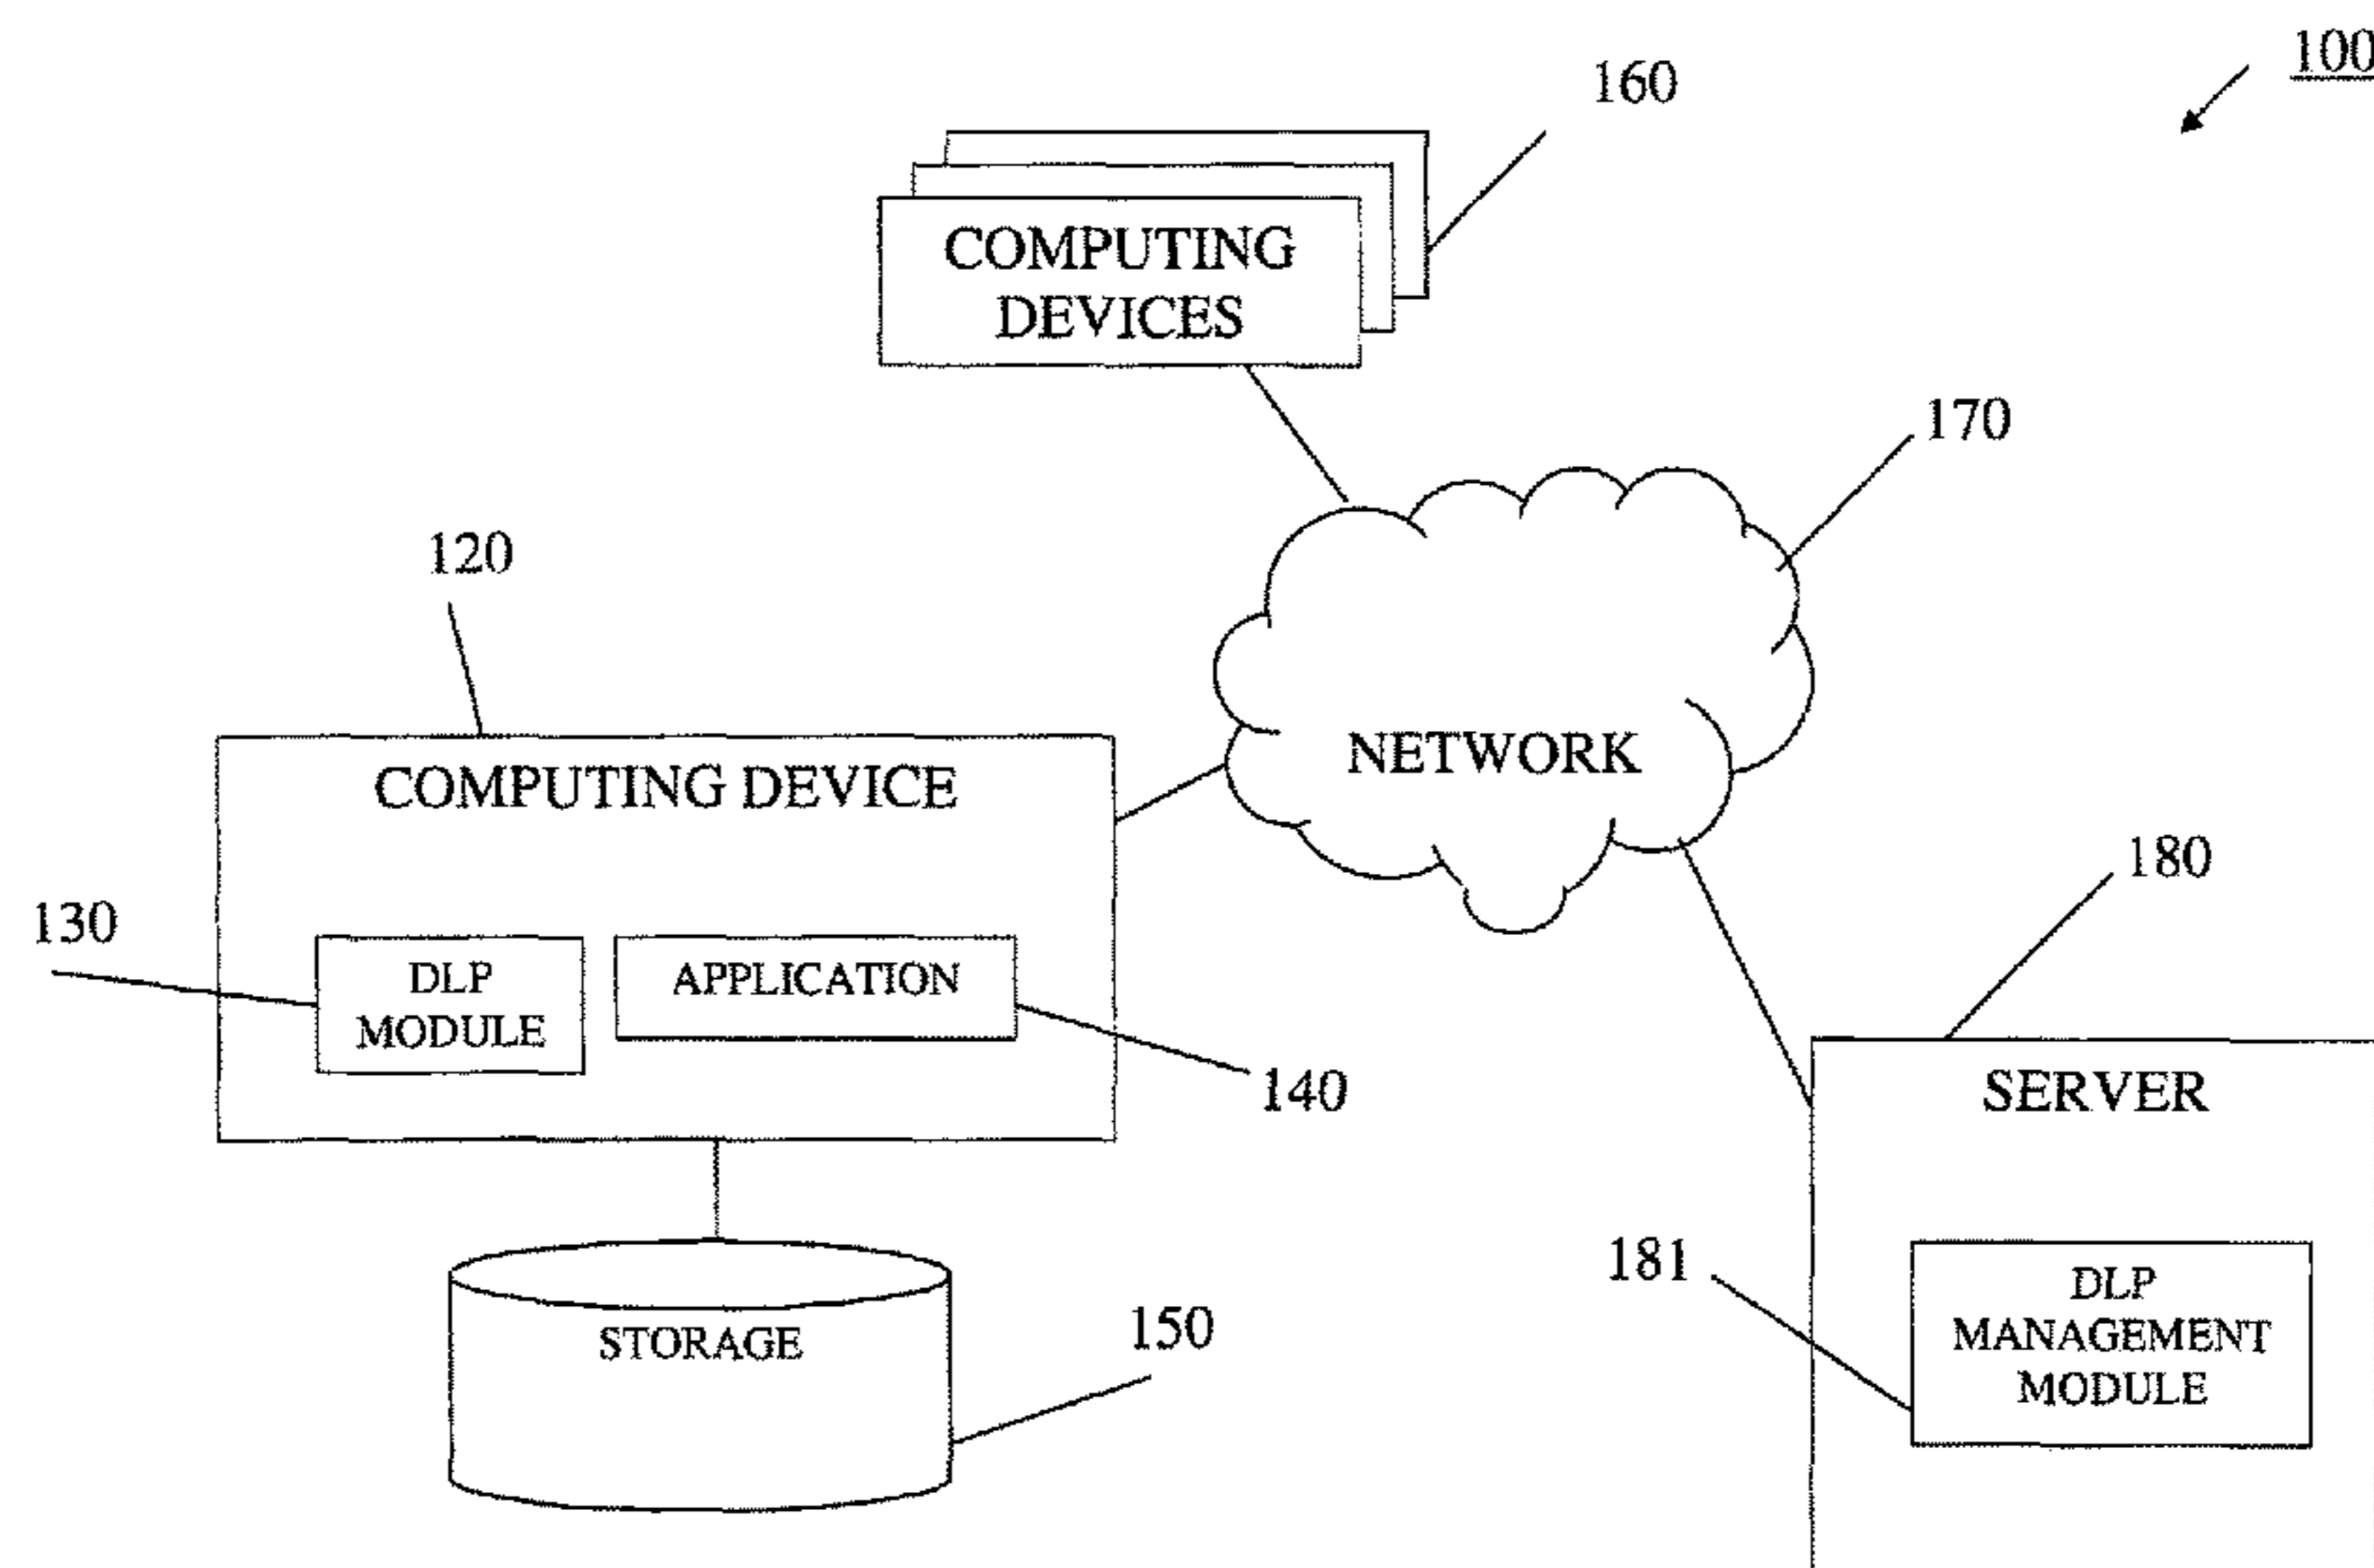 100
160
COMPUTING
DEVICES
170
120
NETWORK
COMPUTING DEVICE
180
130
DLP
MODULE
APPLICATION
140
SERVER
181
DLP
MANAGEMENT
MODULE
STORAGE
150